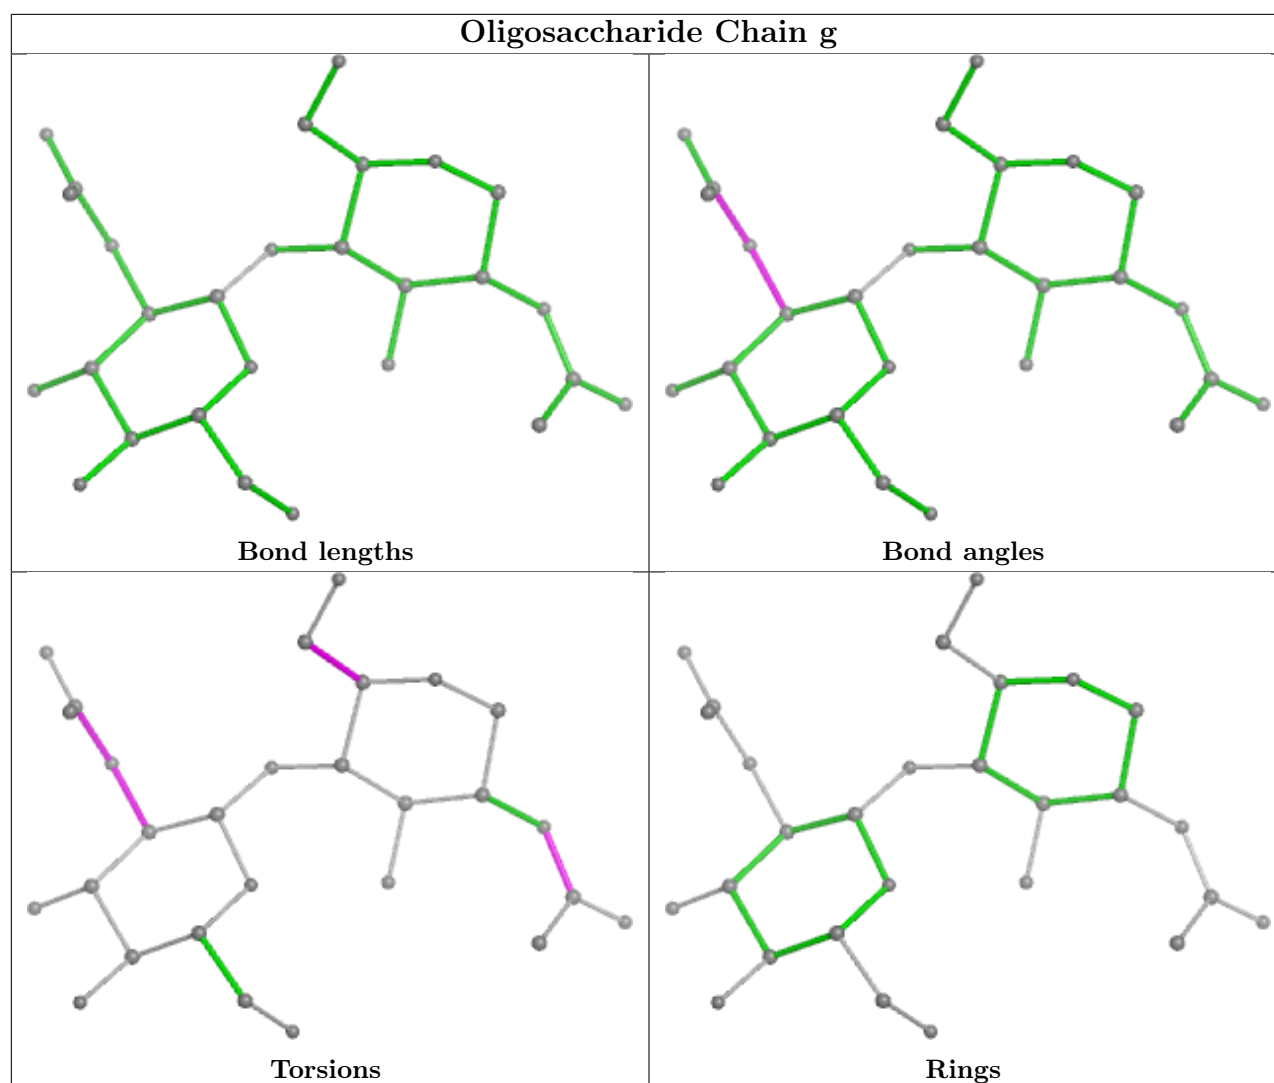 Oligosaccharide Chain g
Bond lengths
Bond angles
Torsions
Rings